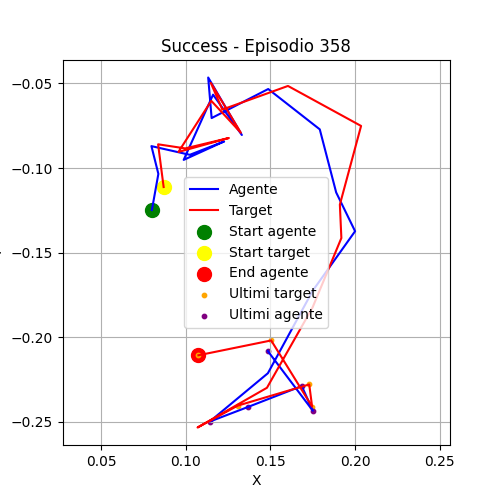 Success - Episodio 358
−0.05
−0.10
−0.15
−0.20
−0.25
Agente
Target
Start agente
Start target
End agente
Ultimi target
Ultimi agente
0.05 0.10 0.15 0.20 0.25
X